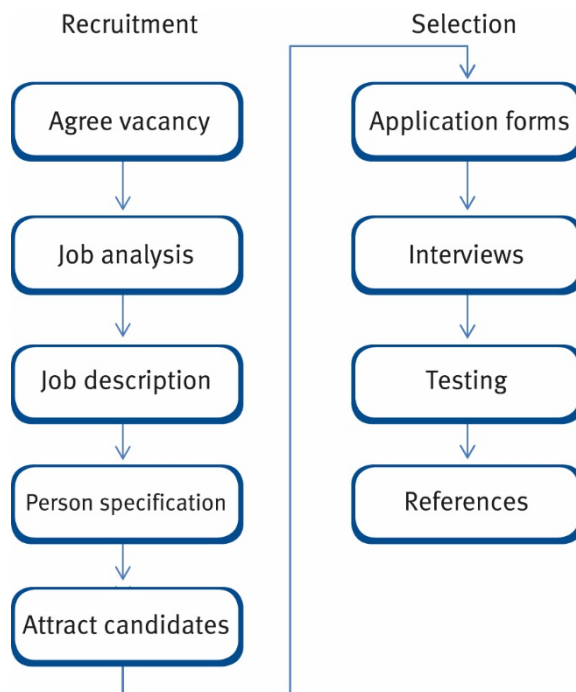 Recruitment
Agree vacancy
Job analysis
Job description
Person specification
Attract candidates
Selection
Application forms
Interviews
Testing
References